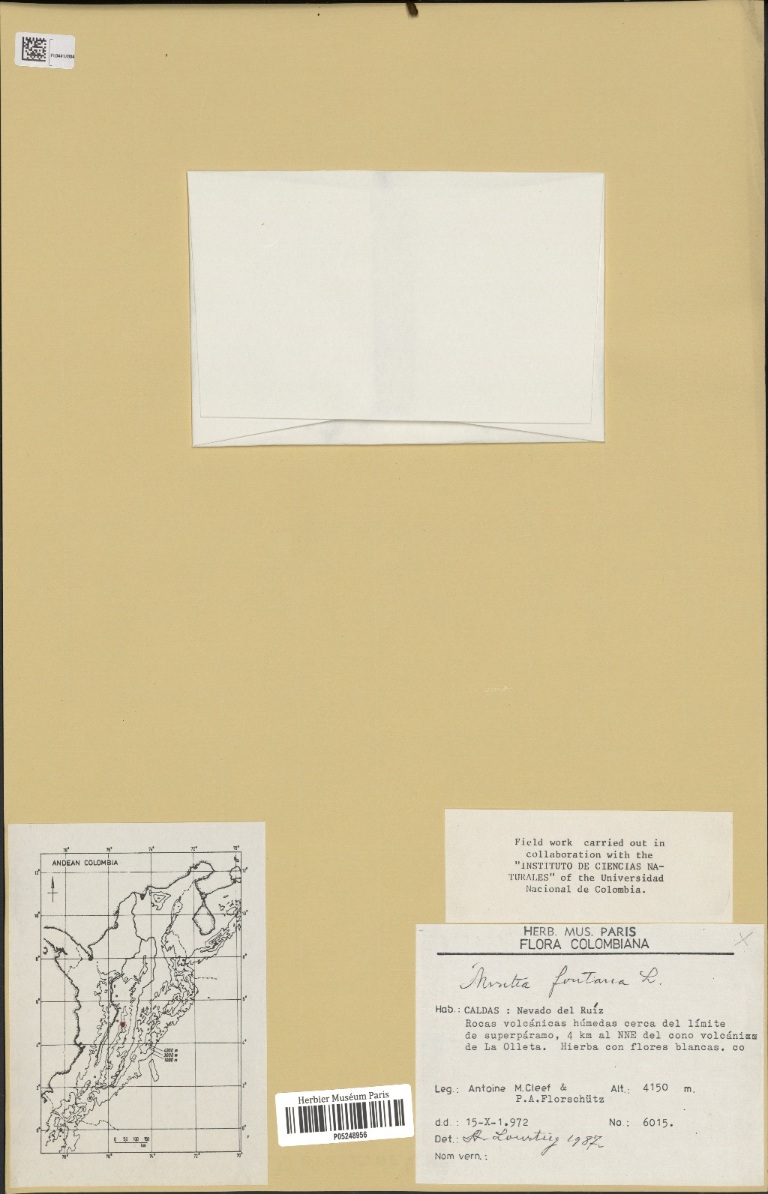 Field work carried out in
collaboration with the
"INSTITUTO DE CIENCIAS NA-
TURALES" of the Universidad
Nacional de Colombia.
HERB. MUS. PARIS
FLORA COLOMBIANA
Montia fontana L.
Hab.: CALDAS : Nevado del Ruíz
Rocas volcánicas húmedas cerca del límite
de superpáramo, 4 km al NNE del cono volcánico
de La Olleta. Hierba con flores blancas. co
Leg.: Antoine M.Cleef & Alt.: 4150 m.
P.A.Florschütz
d.d.: 15-X-1.972 No.: 6015.
Det.: A. Lourteig 1987
Nom vern.:
ANDEAN COLOMBIA
Herbier Muséum Paris
P05248956